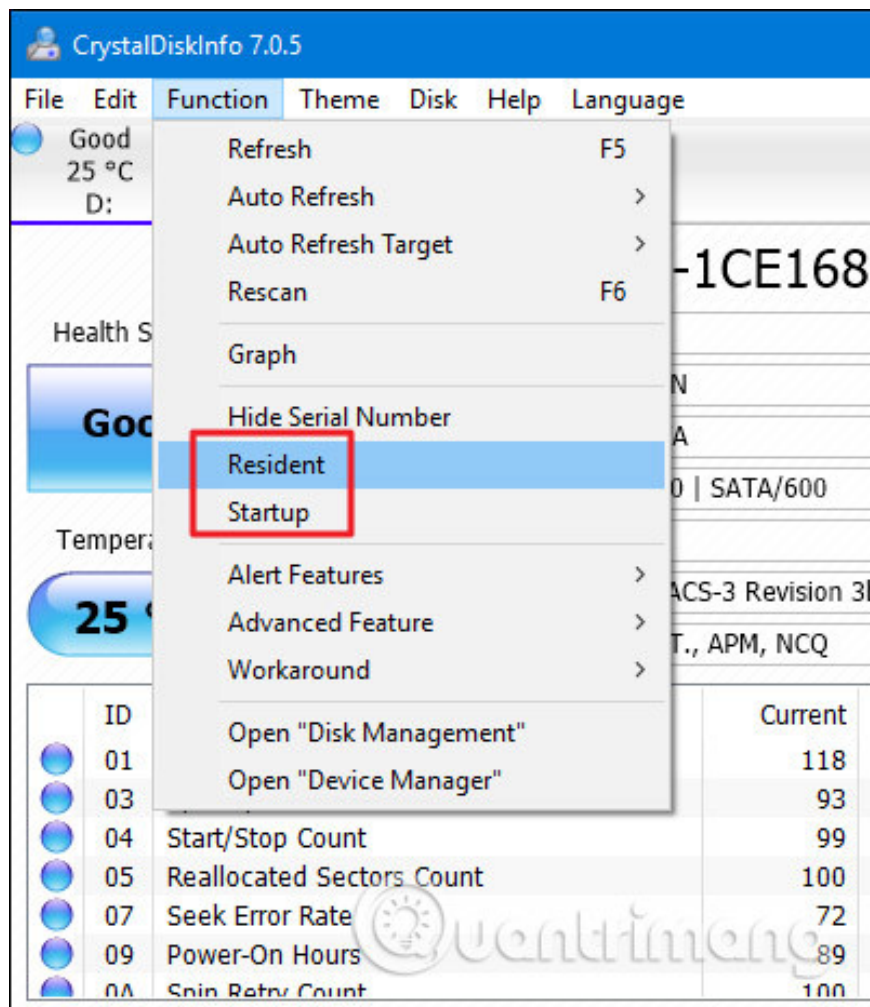 CrystalDiskInfo 7.0.5
File Edit Function Theme Disk Help Language
Good
25 °C
D:
Refresh F5
Auto Refresh
Auto Refresh Target
Rescan F6
-1CE168
Health S
Graph
N
Goo
Hide Serial Number
A
Resident
0 | SATA/600
Startup
Tempera
Alert Features
ACS-3 Revision 3
25 °
Advanced Feature
T., APM, NCQ
Workaround
ID Current
Open "Disk Management"
01 118
Open "Device Manager"
03 93
04 Start/Stop Count 99
05 Reallocated Sectors Count 100
07 Seek Error Rate 72
09 Power-On Hours 89
0A Spin Retry Count 100
Quantrimang